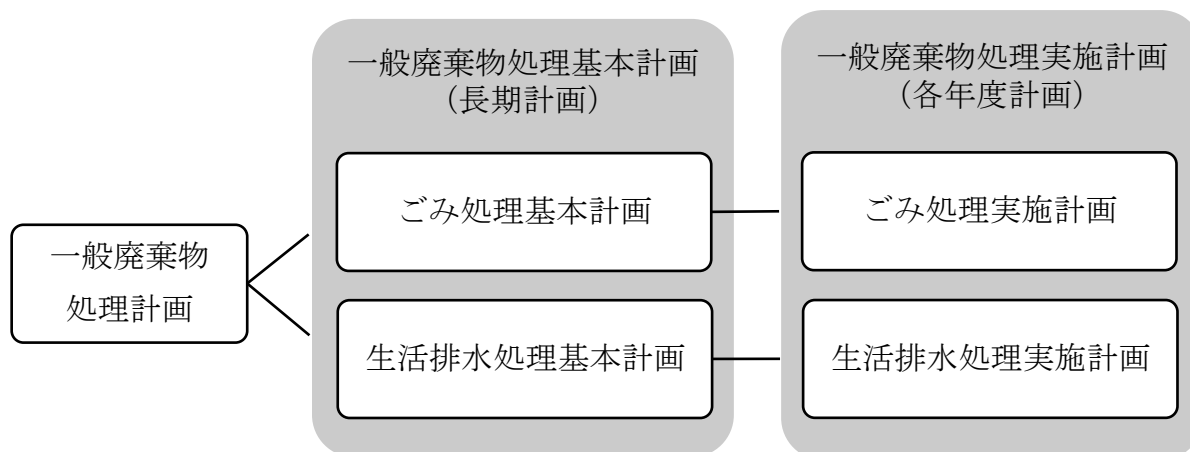 一般廃棄物
処理計画
一般廃棄物処理基本計画
（長期計画）
ごみ処理基本計画
生活排水処理基本計画
一般廃棄物処理実施計画
（各年度計画）
ごみ処理実施計画
生活排水処理実施計画